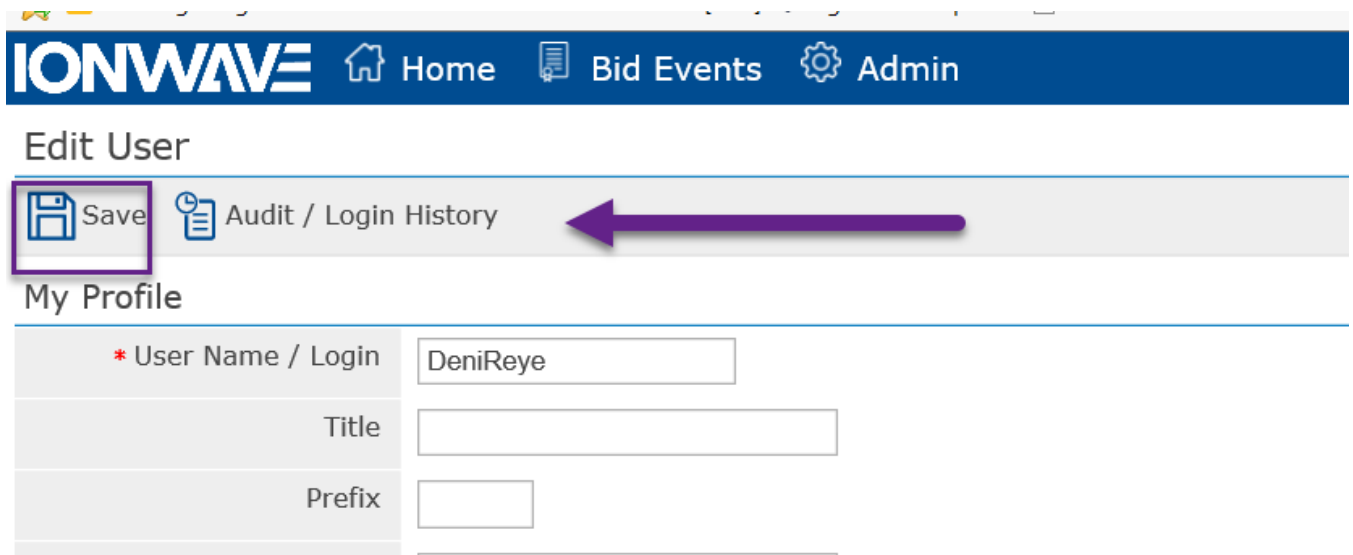 IONWAVE Home Bid Events Admin
Edit User
Save Audit / Login History
My Profile
* User Name / Login DeniReye
Title
Prefix